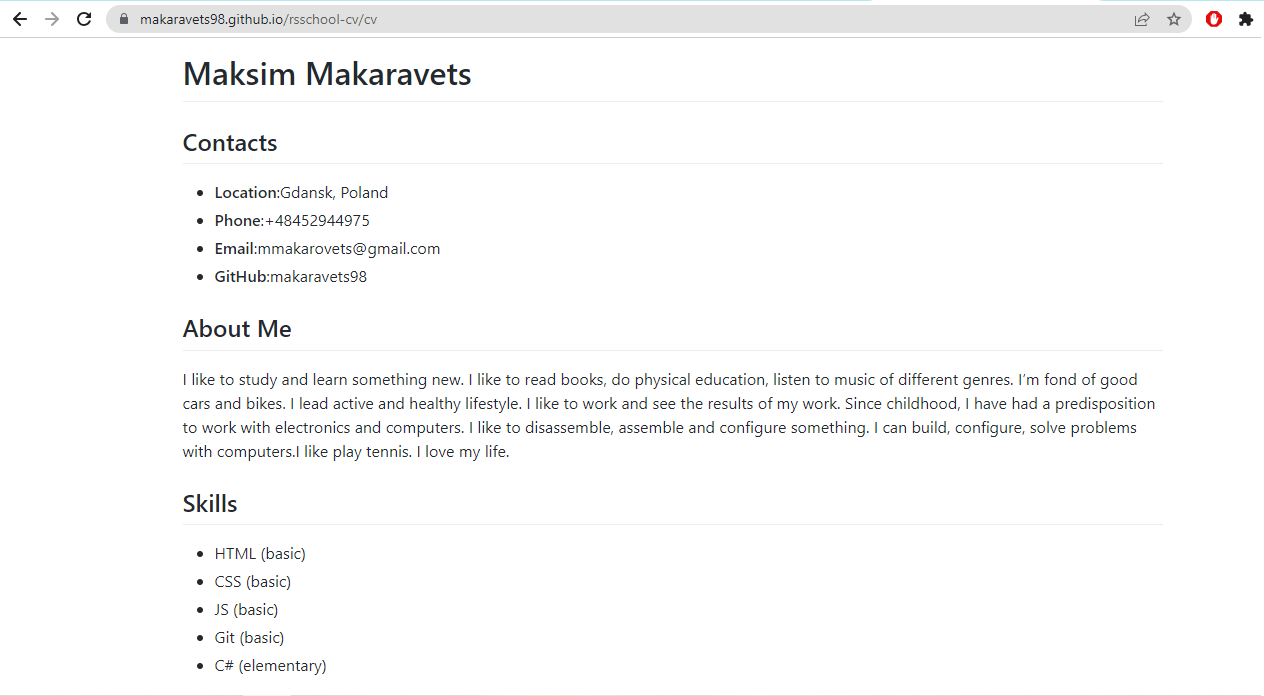 makaravets98.github.io/rsschool-cv/cv
Maksim Makaravets
Contacts
Location:Gdansk, Poland
Phone:+48452944975
Email:mmakarovets@gmail.com
GitHub:makaravets98
About Me
I like to study and learn something new. I like to read books, do physical education, listen to music of different genres. I’m fond of good
cars and bikes. I lead active and healthy lifestyle. I like to work and see the results of my work. Since childhood, I have had a predisposition
to work with electronics and computers. I like to disassemble, assemble and configure something. I can build, configure, solve problems
with computers.I like play tennis. I love my life.
Skills
HTML (basic)
CSS (basic)
JS (basic)
Git (basic)
C# (elementary)